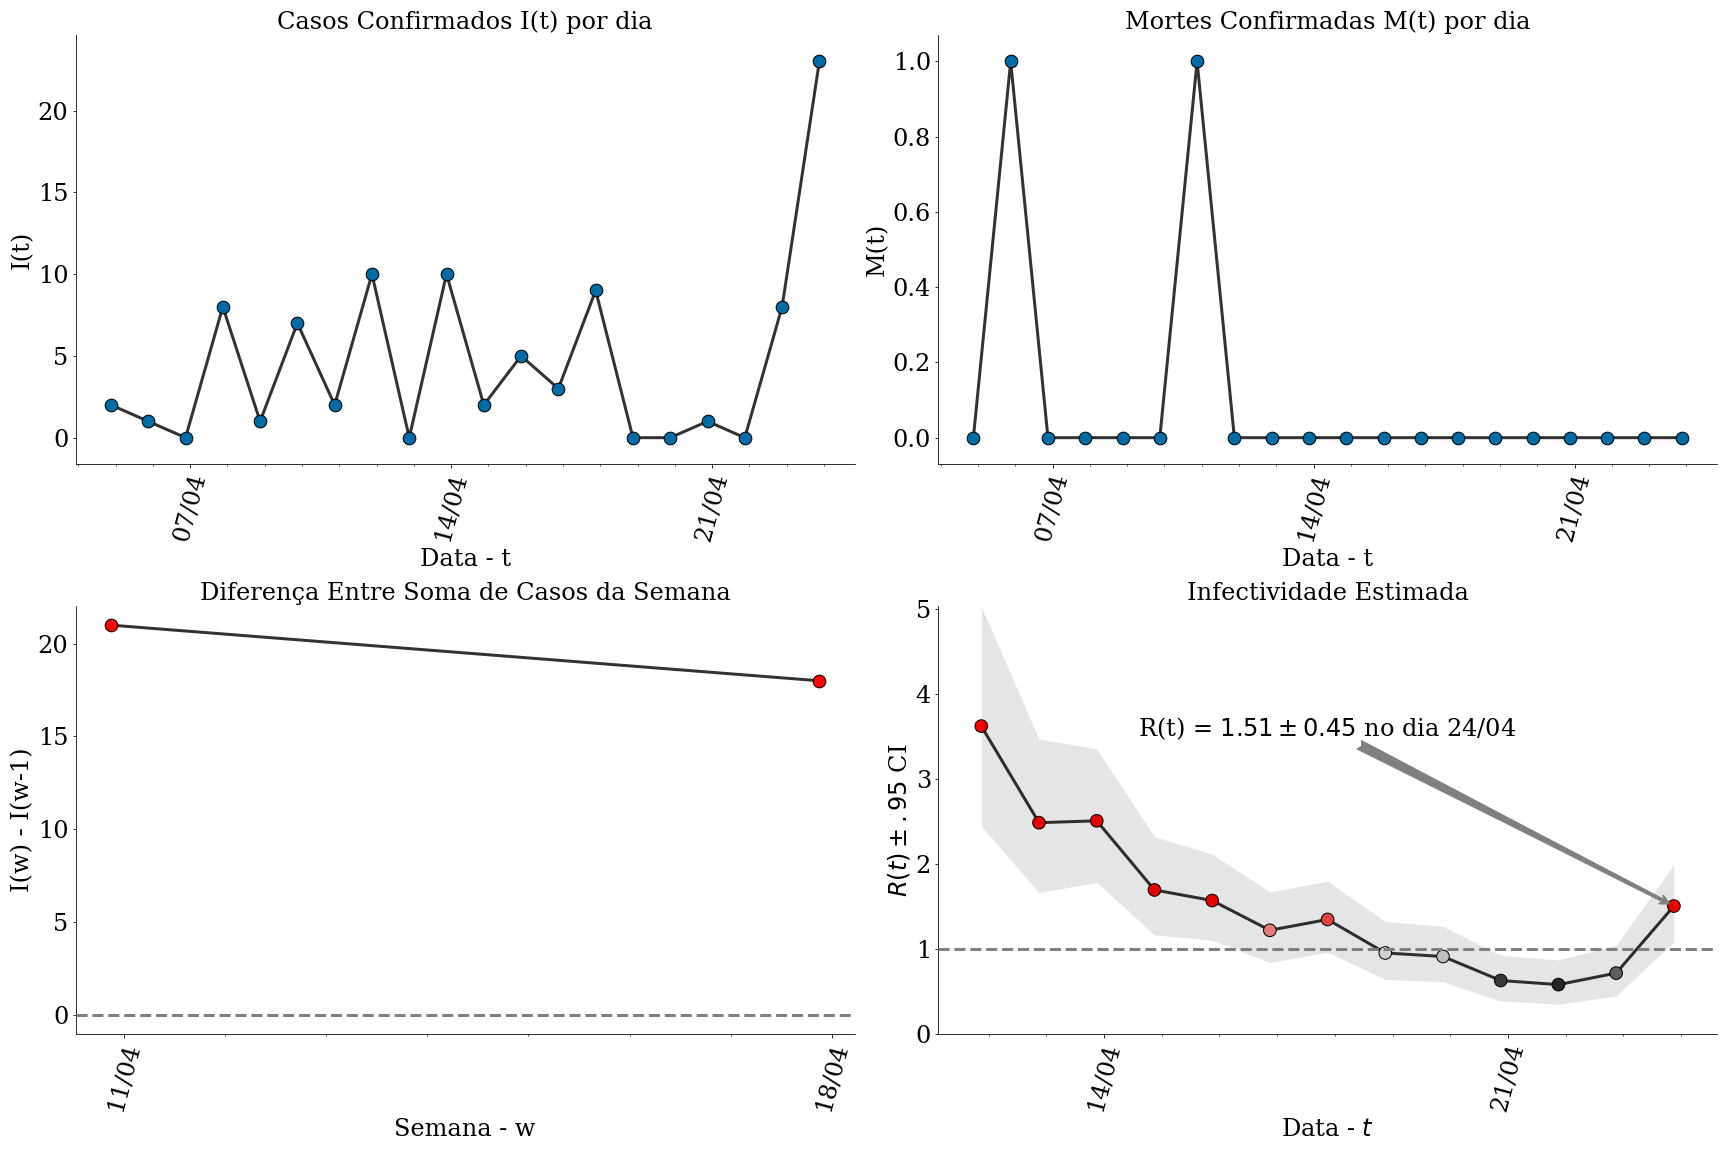 Casos Confirmados I(t) por dia
I(t)
20
15
10
5
0
07/04
14/04
21/04
Data - t
Mortes Confirmadas M(t) por dia
M(t)
1.0
0.8
0.6
0.4
0.2
0.0
07/04
14/04
21/04
Data - t
Diferença Entre Soma de Casos da Semana
I(w) - I(w-1)
20
15
10
5
0
11/04
18/04
Semana - w
Infectividade Estimada
R(t) ± .95 CI
5
4
3
2
1
0
R(t) = 1.51 ± 0.45 no dia 24/04
14/04
21/04
Data - t